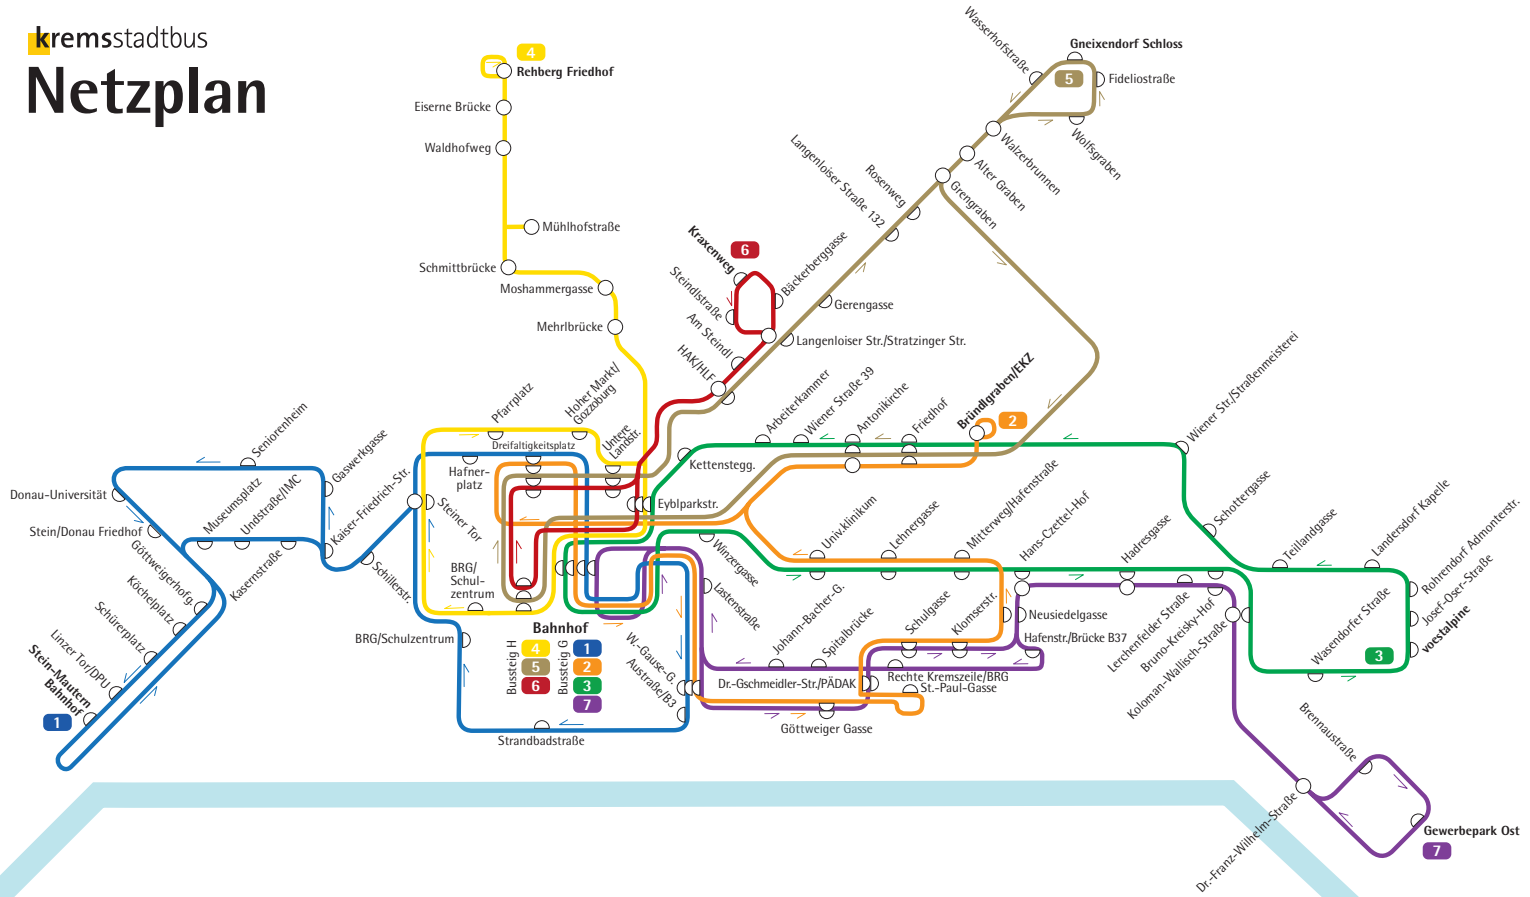 kremsstadtbus
Netzplan
4
Rehberg Friedhof
Eiserne Brücke
Waldhofweg
Mühlhofstraße
Schmittbrücke
Moshammergasse
Mehrlbrücke
Wasserhofstraße
Gneixendorf Schloss
5
Fideliostraße
Wolfsgraben
Walzerbrunnen
Alter Graben
Grengraben
Rosenweg
Langenloiser Straße 132
Bäckerberggasse
Gerengasse
Langenloiser Str./Stratzinger Str.
Kraxenweg
6
Steindlstraße
Am Steindl
HAK/HLF
Pfarrplatz
Hoher Markt/
Gozzoburg
Untere
Landstr.
Dreifaltigkeitsplatz
Hafner-
platz
Steiner Tor
BRG/
Schul-
zentrum
Eyblparkstr.
Kettenstegg.
Arbeiterkammer
Wiener Straße 39
Antonikirche
Friedhof
Bründlgraben/EKZ
2
Wiener Str./Straßenmeisterei
Schottergasse
Teillandgasse
Landersdorf Kapelle
Rohrendorf Admonterstr.
Josef-Oser-Straße
voestalpine
3
Wasendorfer Straße
Donau-Universität
Seniorenheim
Gaswerkgasse
Stein/Donau Friedhof
Museumsplatz
Undstraße/IMC
Kaiser-Friedrich-Str.
Schillerstr.
Kasernstraße
Göttweigerhofg.
Köchelplatz
Schürerplatz
Linzer Tor/DPU
Stein-Mautern
Bahnhof
1
BRG/Schulzentrum
Strandbadstraße
Bahnhof
Bussteig H
4
5
6
Bussteig G
1
2
3
7
W.-Gause-G.
Austraße/B3
Winzergasse
Lastenstraße
Univ.klinikum
Lehnergasse
Mitterweg/Hafenstraße
Hans-Czettel-Hof
Hadresgasse
Johann-Bacher-G.
Spitalbrücke
Schulgasse
Klomserstr.
Neusiedelgasse
Hafenstr./Brücke B37
Rechte Kremszeile/BRG
St.-Paul-Gasse
Dr.-Gschmeidler-Str./PÄDAK
Göttweiger Gasse
Lerchenfelder Straße
Bruno-Kreisky-Hof
Koloman-Wallisch-Straße
Brennaustraße
Dr.-Franz-Wilhelm-Straße
Gewerbepark Ost
7